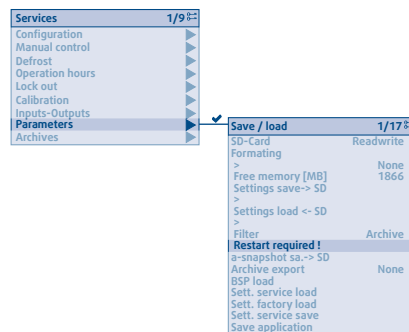 Services 1/9
Configuration
Manual control
Defrost
Operation hours
Lock out
Calibration
Inputs-Outputs
Parameters
Archives
Save / load 1/17
SD-Card Readwrite
Formating
> None
Free memory [MB] 1866
Settings save-> SD
>
Settings load <- SD
>
Filter Archive
Restart required !
a-snapshot sa.-> SD
Archive export None
BSP load
Sett. service load
Sett. factory load
Sett. service save
Save application